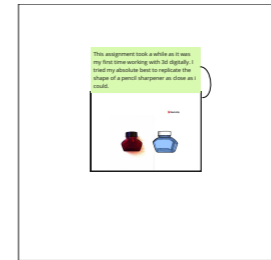 This assignment took a while as it was
my first time working with 3d digitally. I
tried my absolute best to replicate the
shape of a pencil sharpener as close as i
could.